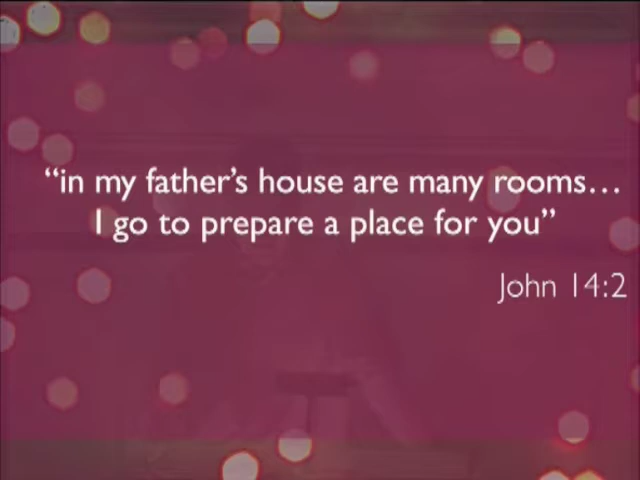 “in my father’s house are many rooms…
I go to prepare a place for you”
John 14:2